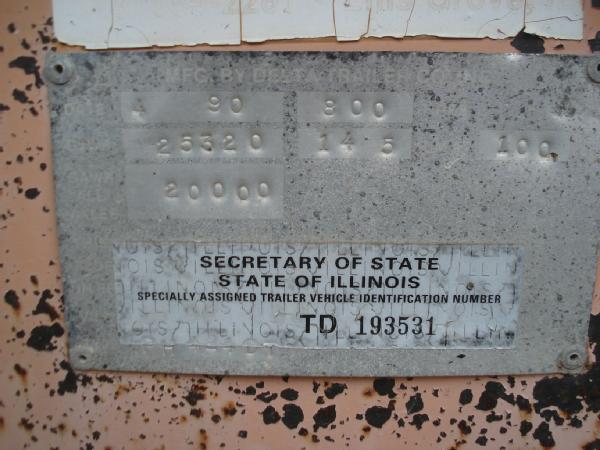 MFG. BY DELTA TRAILER CO. INC.
A 90 800
25320 14 5 100
20000
SECRETARY OF STATE
STATE OF ILLINOIS
SPECIALLY ASSIGNED TRAILER VEHICLE IDENTIFICATION NUMBER
TD 193531